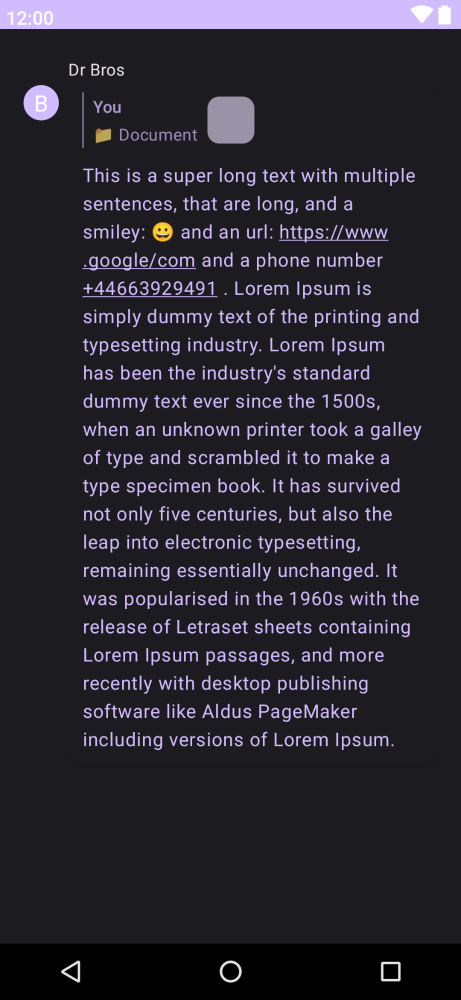 12:00
Dr Bros
B
You
📁 Document
This is a super long text with multiple
sentences, that are long, and a
smiley: 😀 and an url: https://www
.google/com and a phone number
+44663929491 . Lorem Ipsum is
simply dummy text of the printing and
typesetting industry. Lorem Ipsum
has been the industry's standard
dummy text ever since the 1500s,
when an unknown printer took a galley
of type and scrambled it to make a
type specimen book. It has survived
not only five centuries, but also the
leap into electronic typesetting,
remaining essentially unchanged. It
was popularised in the 1960s with the
release of Letraset sheets containing
Lorem Ipsum passages, and more
recently with desktop publishing
software like Aldus PageMaker
including versions of Lorem Ipsum.